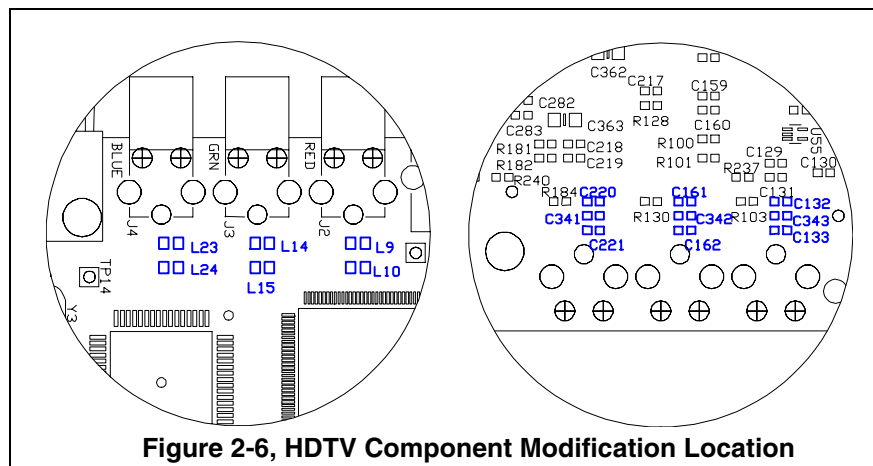 BLUE
GRN
RED
J4
J3
J2
L23
L14
L9
L24
L15
L10
TP14
Y3
C362
C217
C159
C282
C283
C363
R128
C160
U55
R181
C218
R100
R182
C219
R101
C129
R240
R237
C130
R184
C220
C161
C131
C132
C341
R130
C342
R103
C343
C221
C162
C133
Figure 2-6, HDTV Component Modification Location